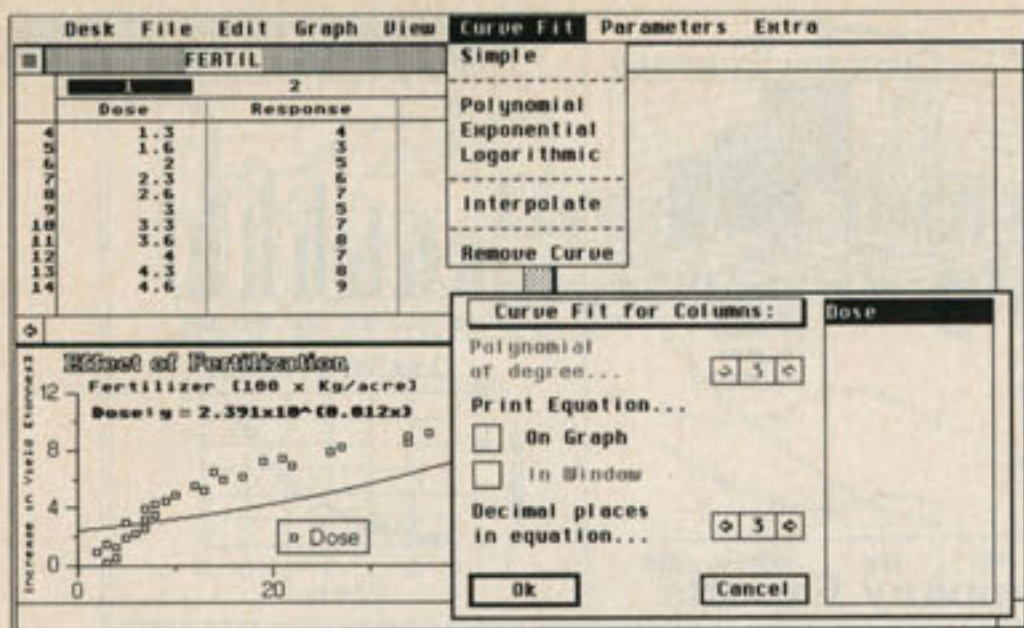 Desk File Edit Graph View Curve Fit Parameters Extra
FERTIL
Simple
Polynomial
Exponential
Logarithmic
Interpolate
Remove Curve
1 2
Dose Response
4 1.3 4
5 1.6 3
6 2 5
7 2.3 6
8 2.6 7
9 3 5
10 3.3 7
11 3.6 8
12 4 7
13 4.3 8
14 4.6 9
Curve Fit for Columns:
Dose
Polynomial
of degree... 3
Print Equation...
On Graph
In Window
Decimal places
in equation... 3
Ok Cancel
Effect of Fertilization
Fertilizer (100 x Kg/acre)
Dose: y = 2.391x10^(0.012x)
Increase in Yield
12
8
4
0
0 20
Dose